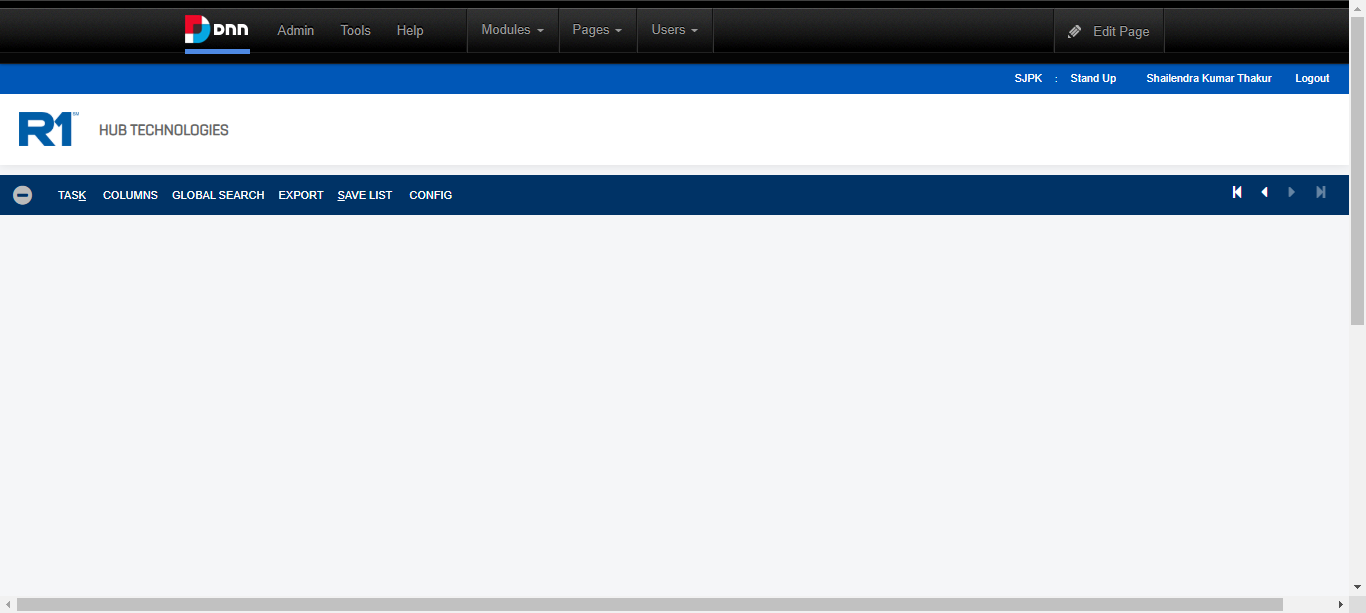 DNN Admin Tools Help Modules Pages Users Edit Page
SJPK : Stand Up Shailendra Kumar Thakur Logout
R1 SM HUB TECHNOLOGIES
TASK COLUMNS GLOBAL SEARCH EXPORT SAVE LIST CONFIG